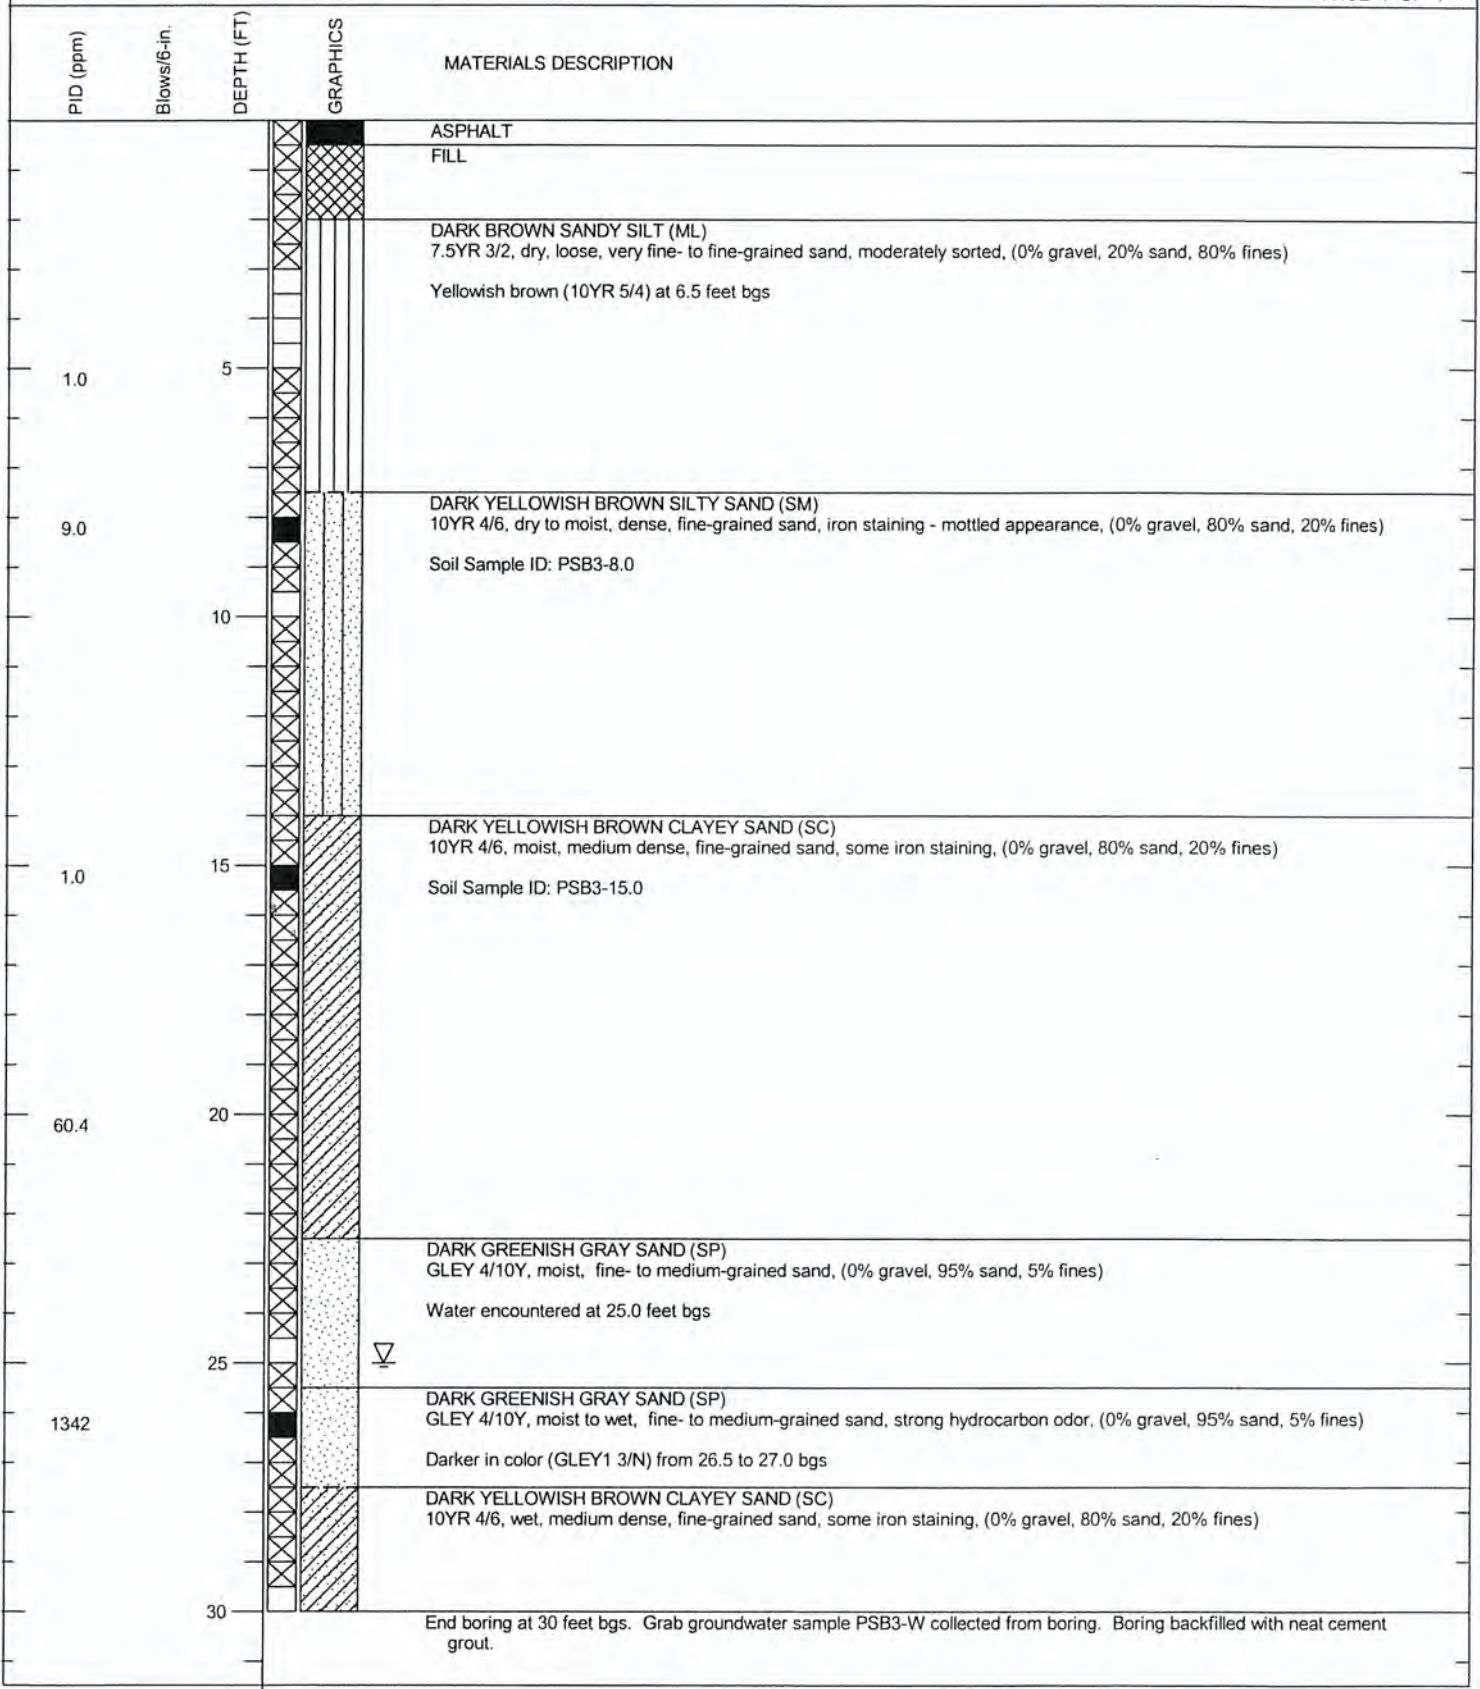 PID (ppm)
Blows/6-in.
DEPTH (FT)
GRAPHICS
MATERIALS DESCRIPTION
ASPHALT
FILL
DARK BROWN SANDY SILT (ML)
7.5YR 3/2, dry, loose, very fine- to fine-grained sand, moderately sorted, (0% gravel, 20% sand, 80% fines)
Yellowish brown (10YR 5/4) at 6.5 feet bgs
1.0
5
DARK YELLOWISH BROWN SILTY SAND (SM)
9.0
10YR 4/6, dry to moist, dense, fine-grained sand, iron staining - mottled appearance, (0% gravel, 80% sand, 20% fines)
Soil Sample ID: PSB3-8.0
10
DARK YELLOWISH BROWN CLAYEY SAND (SC)
10YR 4/6, moist, medium dense, fine-grained sand, some iron staining, (0% gravel, 80% sand, 20% fines)
1.0
15
Soil Sample ID: PSB3-15.0
60.4
20
DARK GREENISH GRAY SAND (SP)
GLEY 4/10Y, moist, fine- to medium-grained sand, (0% gravel, 95% sand, 5% fines)
Water encountered at 25.0 feet bgs
25
DARK GREENISH GRAY SAND (SP)
1342
GLEY 4/10Y, moist to wet, fine- to medium-grained sand, strong hydrocarbon odor, (0% gravel, 95% sand, 5% fines)
Darker in color (GLEY1 3/N) from 26.5 to 27.0 bgs
DARK YELLOWISH BROWN CLAYEY SAND (SC)
10YR 4/6, wet, medium dense, fine-grained sand, some iron staining, (0% gravel, 80% sand, 20% fines)
30
End boring at 30 feet bgs. Grab groundwater sample PSB3-W collected from boring. Boring backfilled with neat cement
grout.